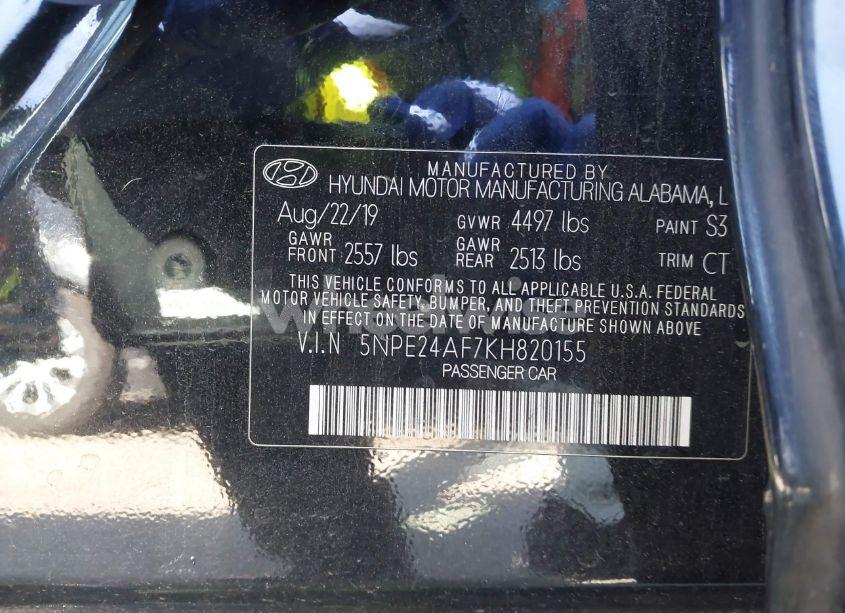 MANUFACTURED BY
HYUNDAI MOTOR MANUFACTURING ALABAMA, L
Aug/22/19 GVWR 4497 lbs PAINT S3
GAWR FRONT 2557 lbs GAWR REAR 2513 lbs TRIM CT
THIS VEHICLE CONFORMS TO ALL APPLICABLE U.S.A. FEDERAL
MOTOR VEHICLE SAFETY, BUMPER, AND THEFT PREVENTION STANDARDS
IN EFFECT ON THE DATE OF MANUFACTURE SHOWN ABOVE
V.I.N 5NPE24AF7KH820155
PASSENGER CAR